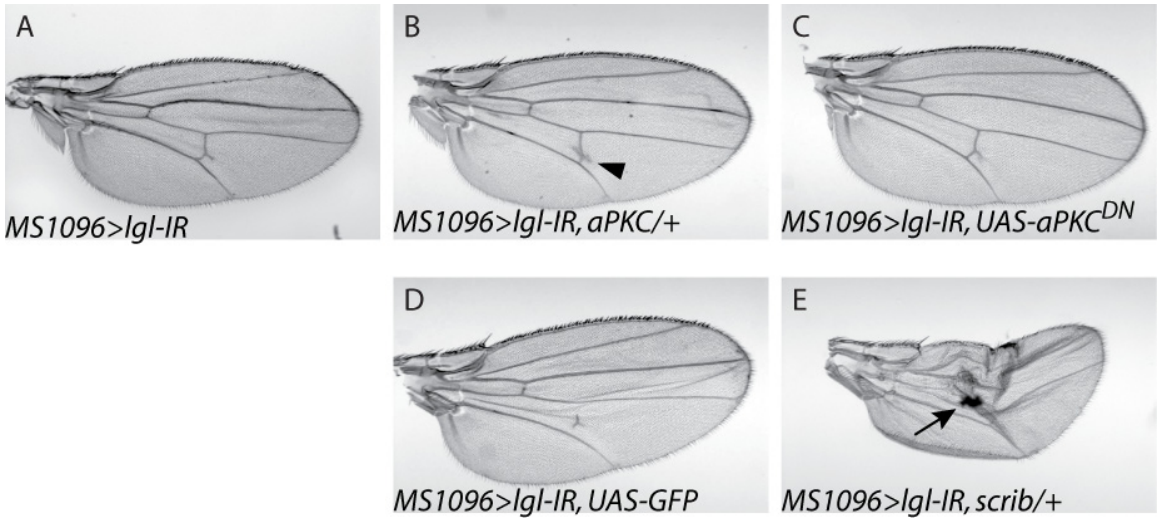 A
B
C
MS1096>lgl-IR
MS1096>lgl-IR, aPKC/+
MS1096>lgl-IR, UAS-aPKC^DN
D
E
MS1096>lgl-IR, UAS-GFP
MS1096>lgl-IR, scrib/+